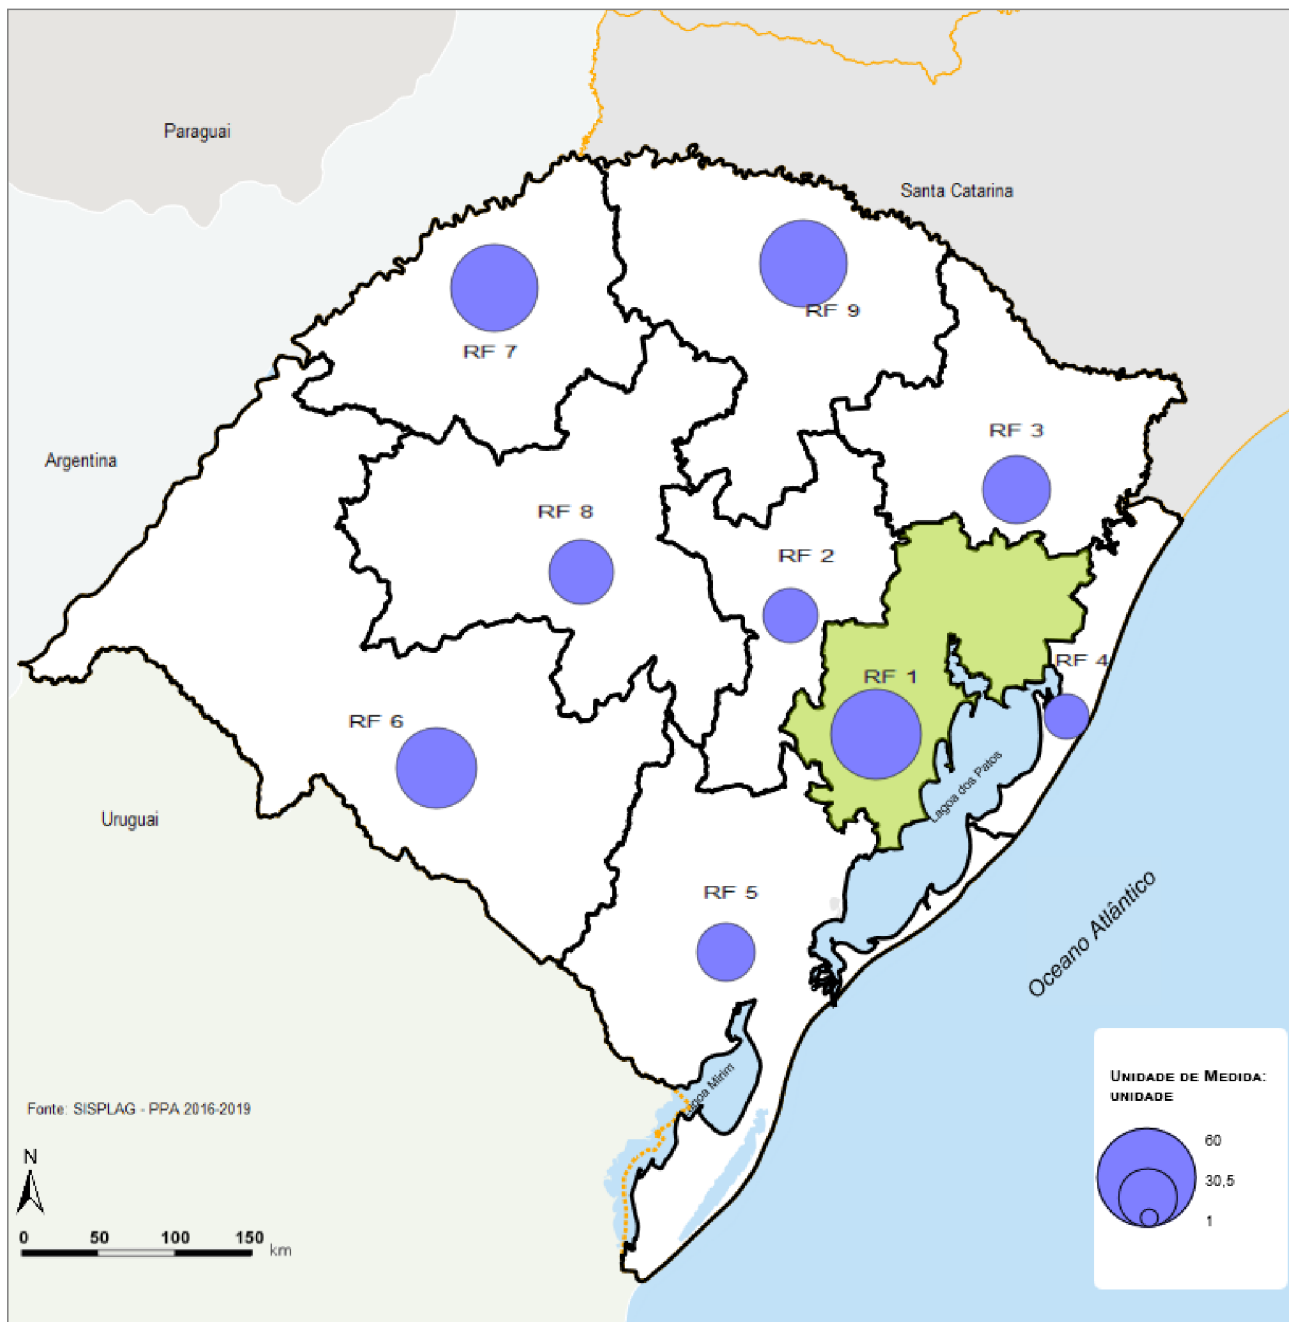 Paraguai
Santa Catarina
RF 9
RF 7
RF 3
Argentina
RF 8
RF 2
RF 4
RF 1
RF 6
Lagoa dos Patos
Uruguai
RF 5
Oceano Atlântico
UNIDADE DE MEDIDA:
UNIDADE
60
30,5
1
Lagoa Mirim
Fonte: SISPLAG - PPA 2016-2019
N
0 50 100 150
km